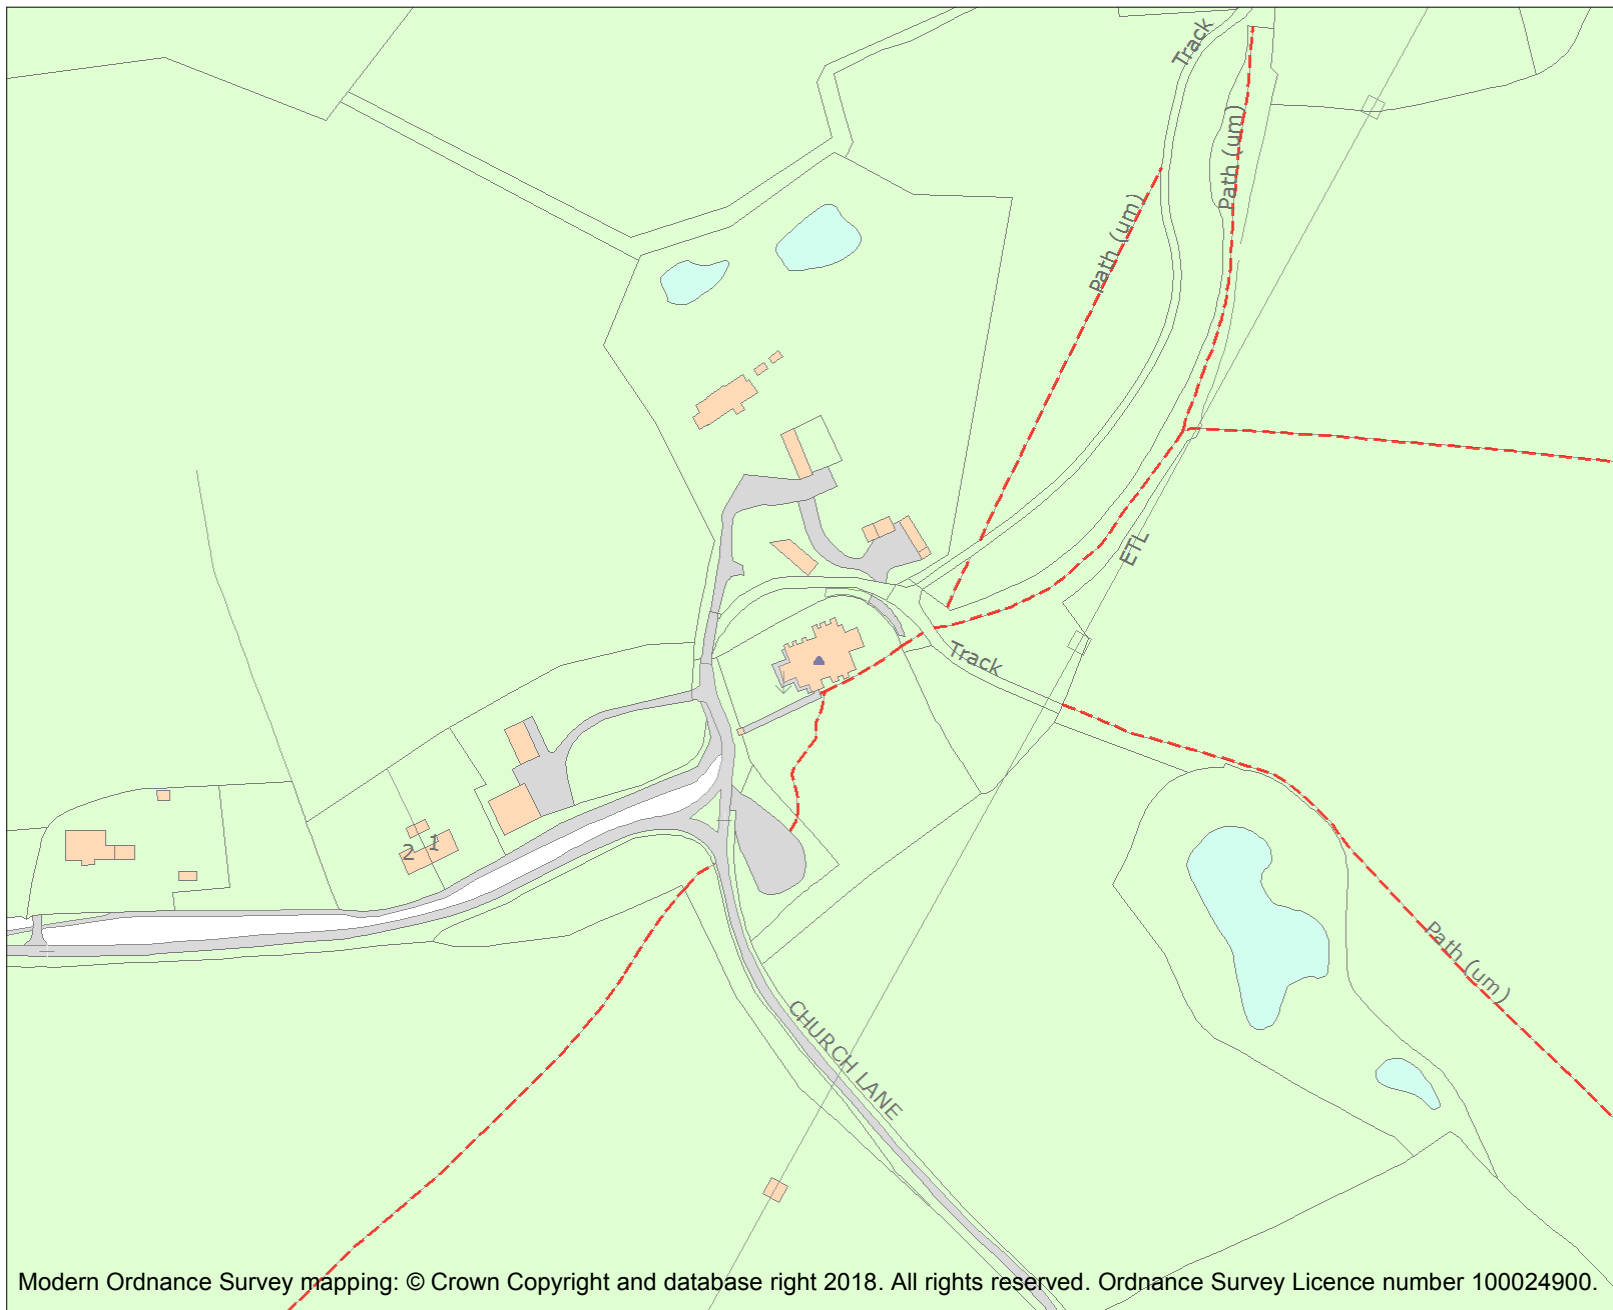 Track
Path (um)
Path (um)
ETL
Track
2
1
Path (um)
CHURCH LANE
Modern Ordnance Survey mapping: © Crown Copyright and database right 2018. All rights reserved. Ordnance Survey Licence number 100024900.